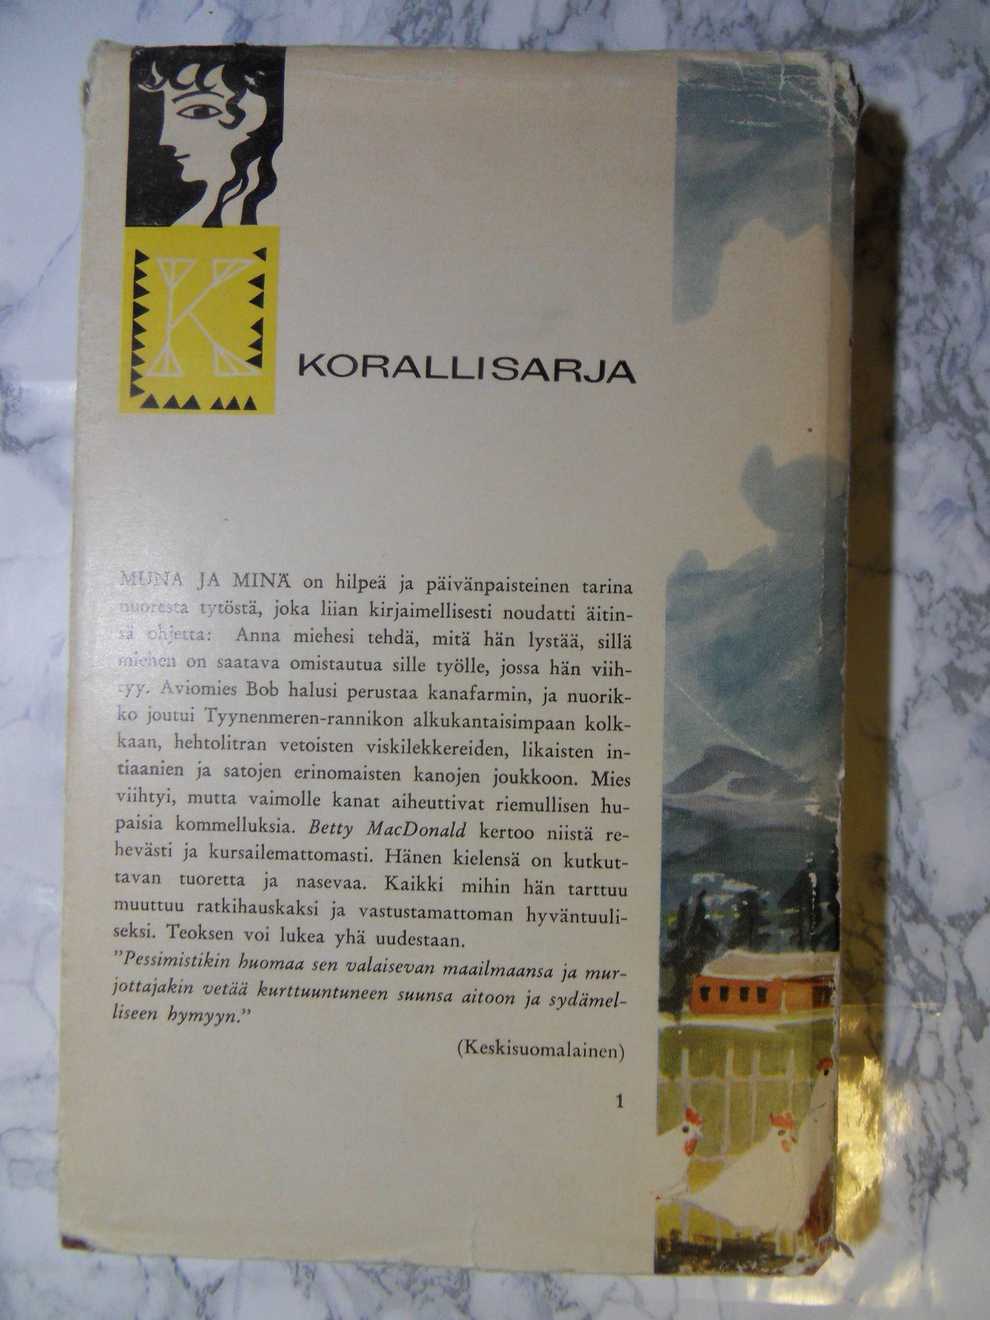 K
KORALLISARJA
MUNA JA MINÄ on hilpeä ja päivänpaisteinen tarina
nuoresta tytöstä, joka liian kirjaimellisesti noudatti äitin-
sä ohjetta: Anna miehesi tehdä, mitä hän lystää, sillä
miehen on saatava omistautua sille työlle, jossa hän viih-
tyy. Aviomies Bob halusi perustaa kanafarmin, ja nuorik-
ko joutui Tyynenmeren-rannikon alkukantaisimpaan kolk-
kaan, hehtolitran vetoisten viskilekkereiden, likaisten in-
tiaanien ja satojen erinomaisten kanojen joukkoon. Mies
viihtyi, mutta vaimolle kanat aiheuttivat riemullisen hu-
paisia kommelluksia. Betty MacDonald kertoo niistä re-
hevästi ja kursailemattomasti. Hänen kielensä on kutkut-
tavan tuoretta ja nasevaa. Kaikki mihin hän tarttuu
muuttuu ratkihauskaksi ja vastustamattoman hyväntuuli-
seksi. Teoksen voi lukea yhä uudestaan.
”Pessimistikin huomaa sen valaisevan maailmaansa ja mur-
jottajakin vetää kurttuuntuneen suunsa aitoon ja sydämel-
liseen hymyyn.”
(Keskisuomalainen)
1